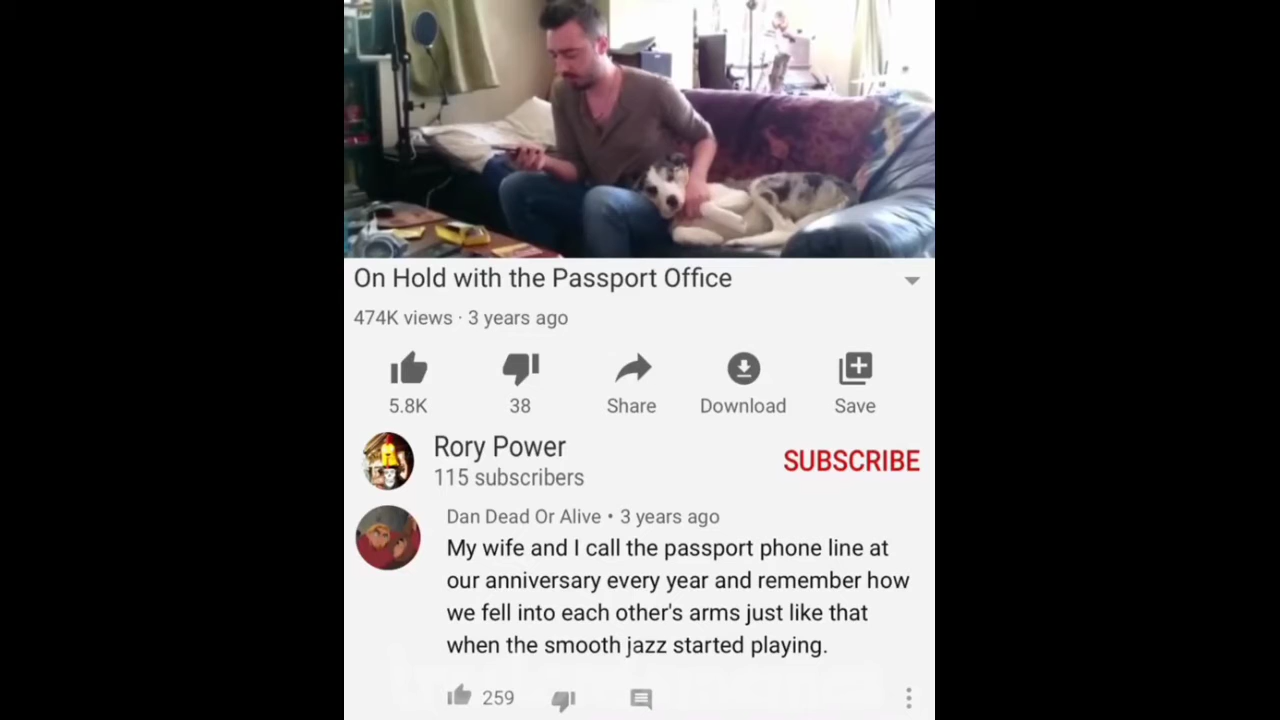 On Hold with the Passport Office
474K views · 3 years ago
5.8K
38
Share
Download
Save
Rory Power
115 subscribers
SUBSCRIBE
Dan Dead Or Alive • 3 years ago
My wife and I call the passport phone line at
our anniversary every year and remember how
we fell into each other's arms just like that
when the smooth jazz started playing.
259